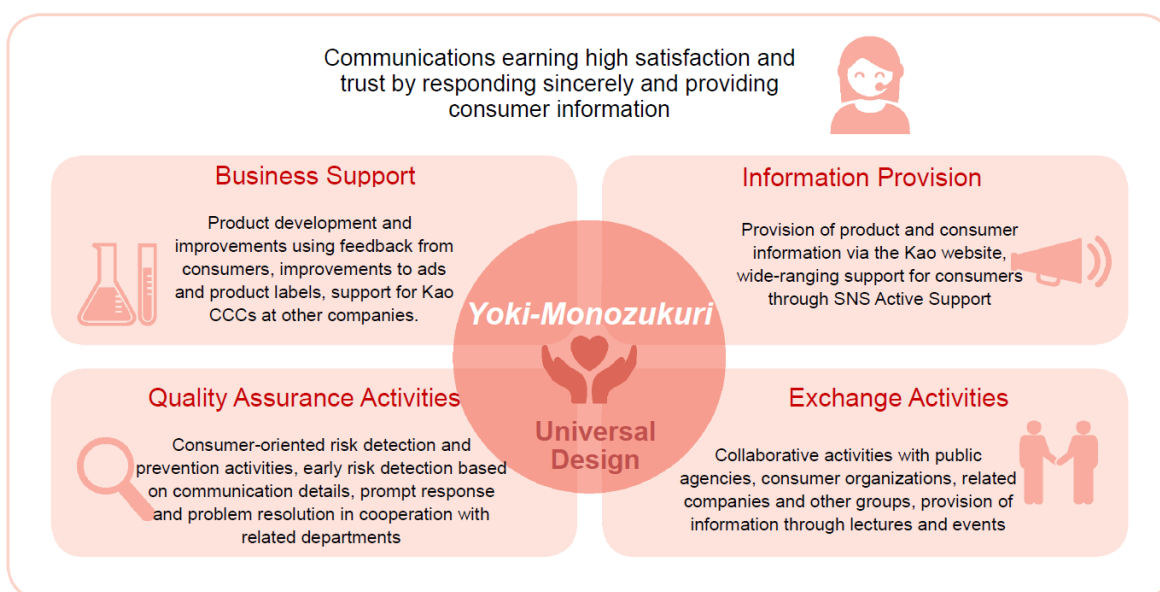 Communications earning high satisfaction and
trust by responding sincerely and providing
consumer information
Business Support
Product development and
improvements using feedback from
consumers, improvements to ads
and product labels, support for Kao
CCCs at other companies.
Information Provision
Provision of product and consumer
information via the Kao website,
wide-ranging support for consumers
through SNS Active Support
Yoki-Monozukuri
Universal
Design
Quality Assurance Activities
Consumer-oriented risk detection and
prevention activities, early risk detection based
on communication details, prompt response
and problem resolution in cooperation with
related departments
Exchange Activities
Collaborative activities with public
agencies, consumer organizations, related
companies and other groups, provision of
information through lectures and events